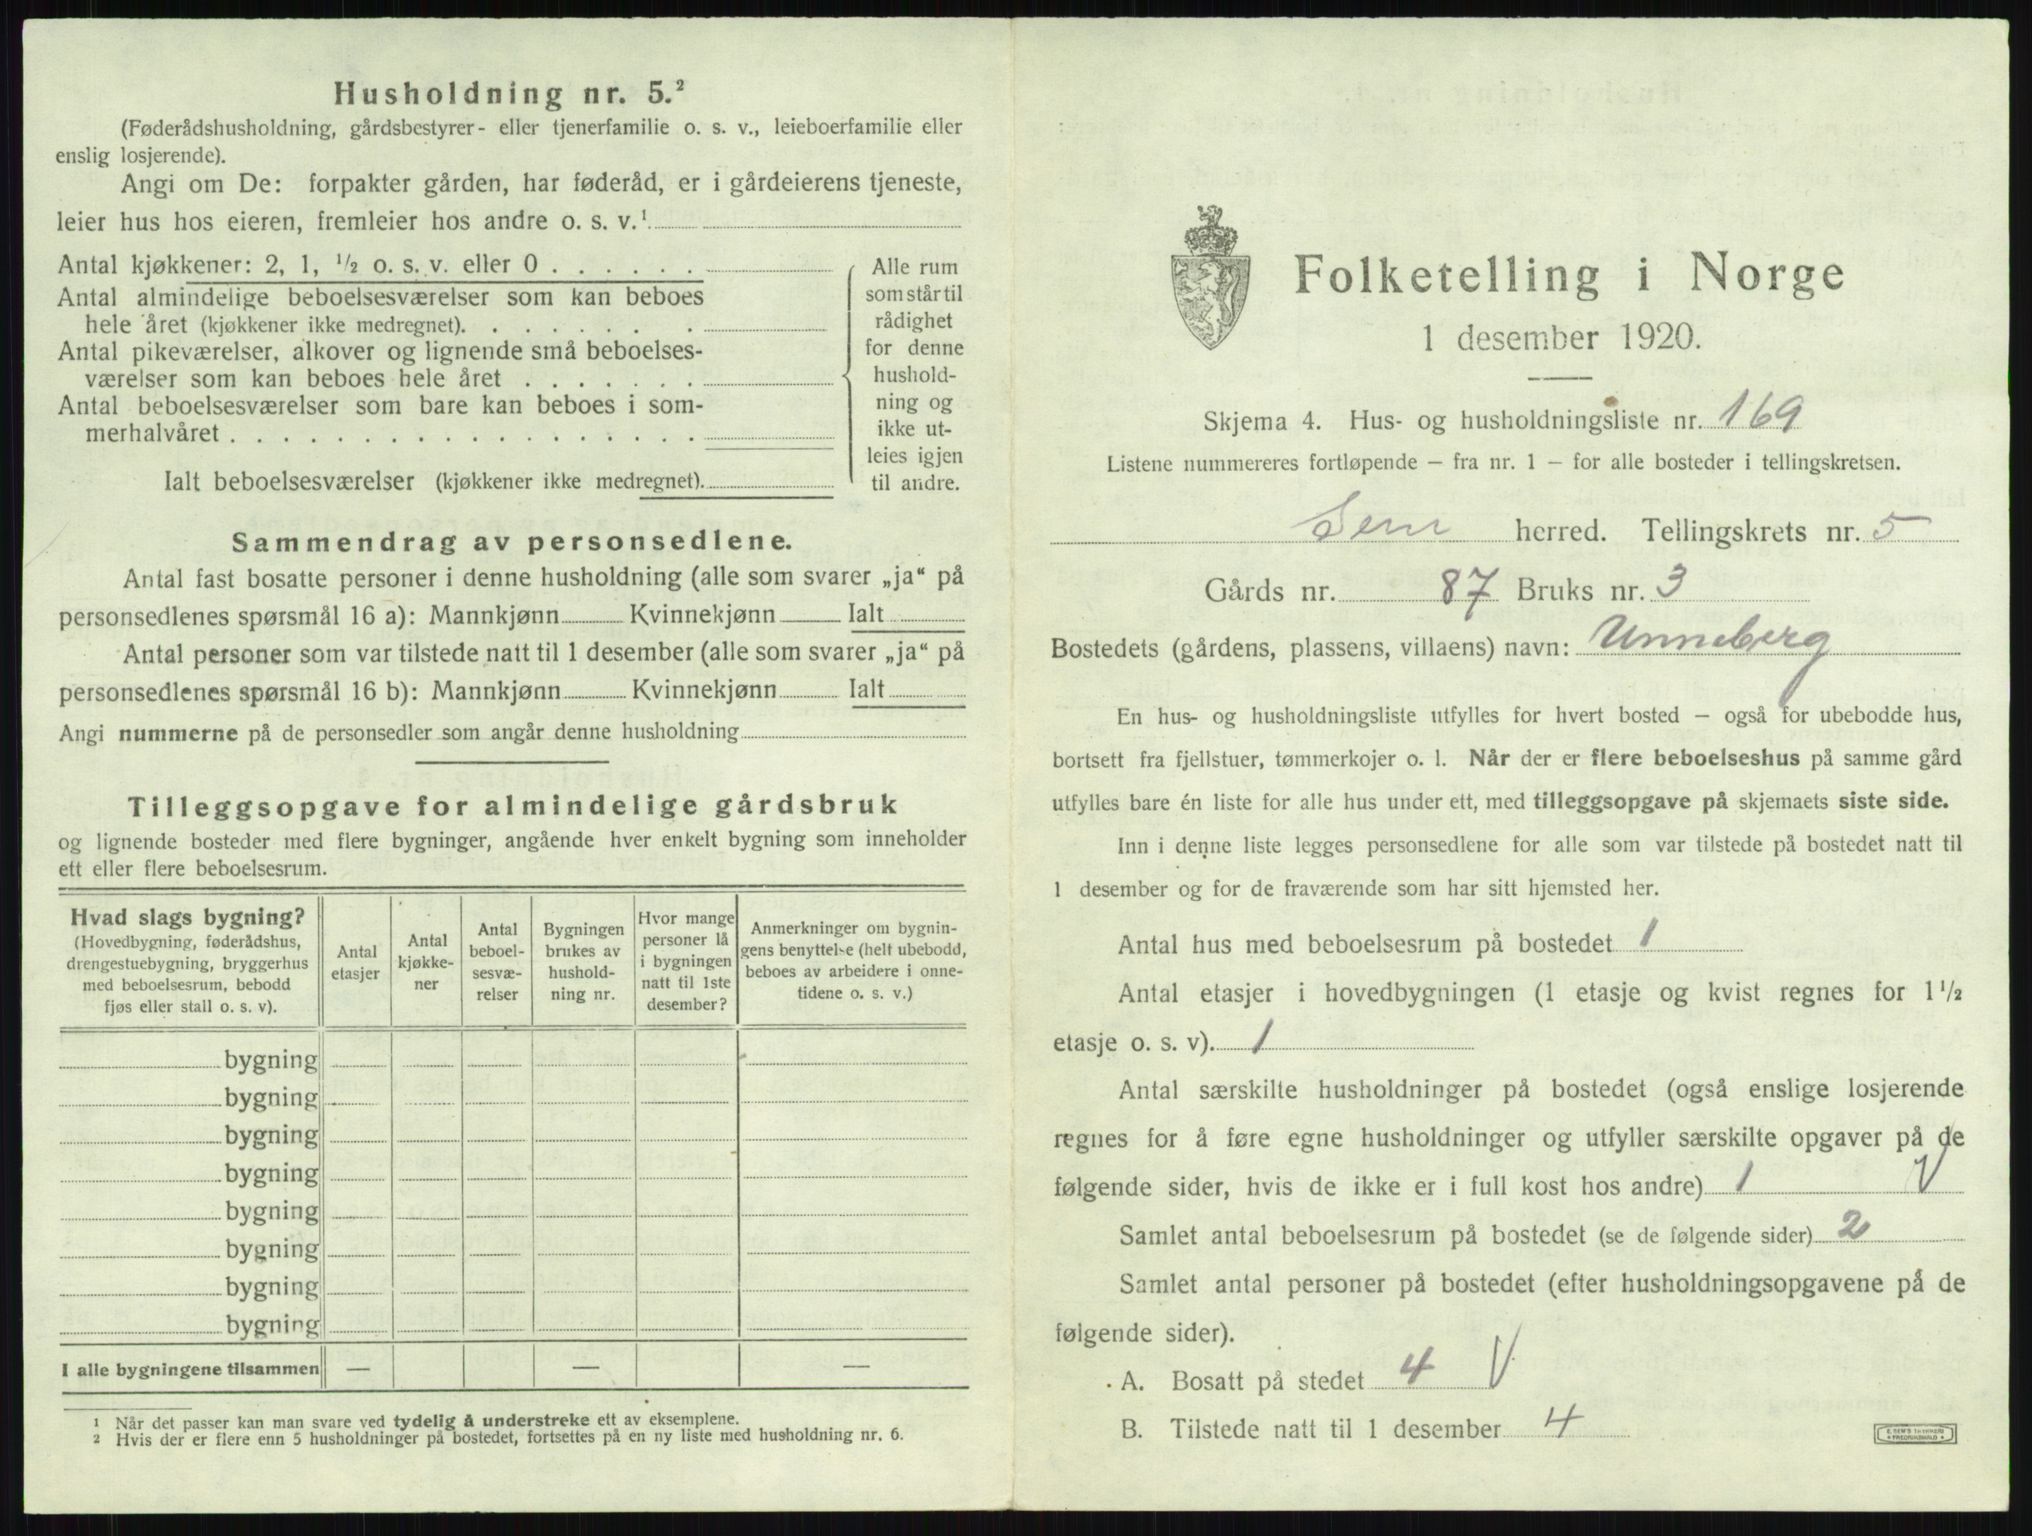 Husholdning nr. 5.²
(Føderådshusholdning, gårdsbestyrer- eller tjenerfamilie o. s. v., leieboerfamilie eller
enslig losjerende).
Angi om De: forpakter gården, har føderåd, er i gårdeierens tjeneste,
leier hus hos eieren, fremleier hos andre o. s. v.¹
Antal kjøkkener: 2, 1, ½ o. s. v. eller 0 . . . . . .
Antal almindelige beboelsesværelser som kan beboes
hele året (kjøkkener ikke medregnet). . . . . . . .
Antal pikeværelser, alkover og lignende små beboelses-
værelser som kan beboes hele året . . . . . . .
Antal beboelsesværelser som bare kan beboes i som-
merhalvåret . . . . . . . . . . . . . . . . . .
Ialt beboelsesværelser (kjøkkener ikke medregnet).
Alle rum
som står til
rådighet
for denne
hushold-
ning og
ikke ut-
leies igjen
til andre.
Sammendrag av personsedlene.
Antal fast bosatte personer i denne husholdning (alle som svarer „ja“ på
personsedlenes spørsmål 16 a): Mannkjønn Kvinnekjønn Ialt
Antal personer som var tilstede natt til 1 desember (alle som svarer „ja“ på
personsedlenes spørsmål 16 b): Mannkjønn Kvinnekjønn Ialt
Angi nummerne på de personsedler som angår denne husholdning
Tilleggsopgave for almindelige gårdsbruk
og lignende bosteder med flere bygninger, angående hver enkelt bygning som inneholder
ett eller flere beboelsesrum.
Hvad slags bygning?
(Hovedbygning, føderådshus,
drengestuebygning, bryggerhus
med beboelsesrum, bebodd
fjøs eller stall o. s. v).
Antal
etasjer
Antal
kjøkke-
ner
Antal
beboel-
sesvæ-
relser
Bygningen
brukes av
hushold-
ning nr.
Hvor mange
personer lå
i bygningen
natt til 1ste
desember?
Anmerkninger om bygnin-
gens benyttelse (helt ubebodd,
beboes av arbeidere i onne-
tidene o. s. v.)
bygning
bygning
bygning
bygning
bygning
bygning
bygning
bygning
I alle bygningene tilsammen — — —
¹ Når det passer kan man svare ved tydelig å understreke ett av eksemplene.
² Hvis der er flere enn 5 husholdninger på bostedet, fortsettes på en ny liste med husholdning nr. 6.
Folketelling i Norge
1 desember 1920.
Skjema 4. Hus- og husholdningsliste nr. 169
Listene nummereres fortløpende — fra nr. 1 — for alle bosteder i tellingskretsen.
Sem herred. Tellingskrets nr. 5
Gårds nr. 87 Bruks nr. 3
Bostedets (gårdens, plassens, villaens) navn: Unneberg
En hus- og husholdningsliste utfylles for hvert bosted — også for ubebodde hus,
bortsett fra fjellstuer, tømmerkojer o. l. Når der er flere beboelseshus på samme gård
utfylles bare én liste for alle hus under ett, med tilleggsopgave på skjemaets siste side.
Inn i denne liste legges personsedlene for alle som var tilstede på bostedet natt til
1 desember og for de fraværende som har sitt hjemsted her.
Antal hus med beboelsesrum på bostedet 1
Antal etasjer i hovedbygningen (1 etasje og kvist regnes for 1½
etasje o. s. v). 1
Antal særskilte husholdninger på bostedet (også enslige losjerende
regnes for å føre egne husholdninger og utfyller særskilte opgaver på de
følgende sider, hvis de ikke er i full kost hos andre) 1 V
Samlet antal beboelsesrum på bostedet (se de følgende sider) 2
Samlet antal personer på bostedet (efter husholdningsopgavene på de
følgende sider).
A. Bosatt på stedet 4 V
B. Tilstede natt til 1 desember 4